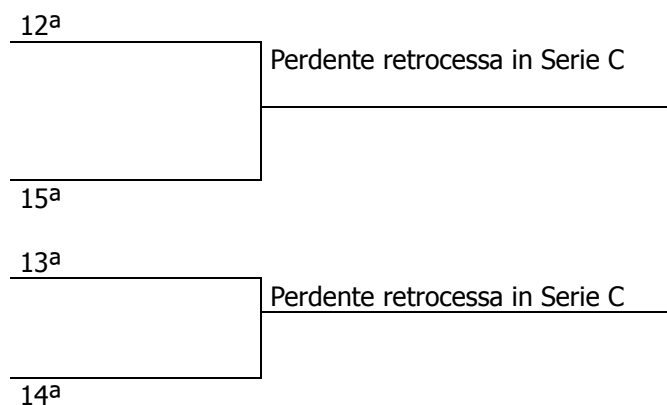 12ª
Perdente retrocessa in Serie C
15ª
13ª
Perdente retrocessa in Serie C
14ª